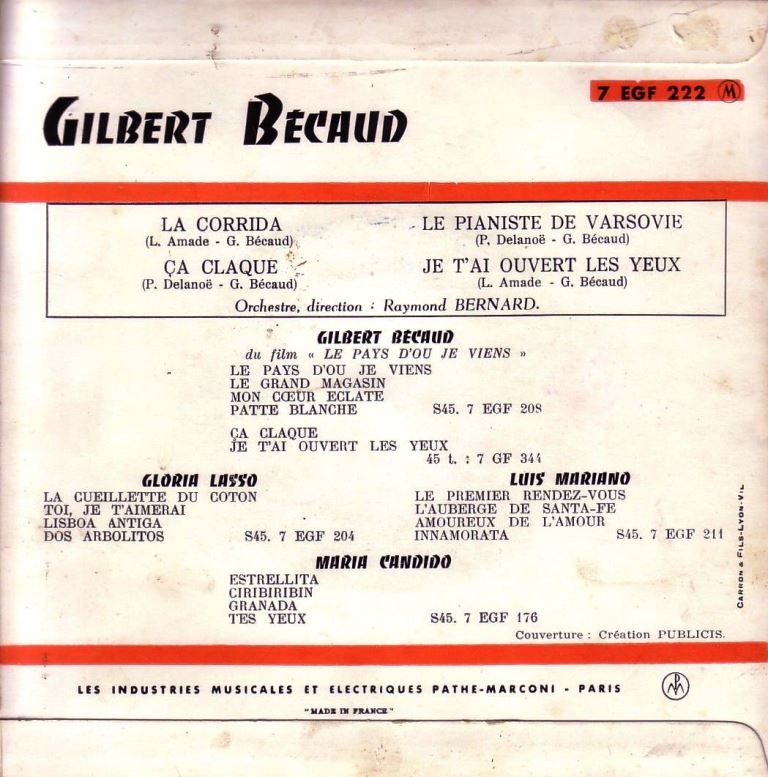 7 EGF 222 M
GILBERT BÉCAUD
LA CORRIDA
(L. Amade - G. Bécaud)
ÇA CLAQUE
(P. Delanoë - G. Bécaud)
LE PIANISTE DE VARSOVIE
(P. Delanoë - G. Bécaud)
JE T'AI OUVERT LES YEUX
(L. Amade - G. Bécaud)
Orchestre, direction : Raymond BERNARD.
GILBERT BÉCAUD
du film « LE PAYS D'OU JE VIENS »
LE PAYS D'OU JE VIENS
LE GRAND MAGASIN
MON CŒUR ECLATE
PATTE BLANCHE S45. 7 EGF 208
ÇA CLAQUE
JE T'AI OUVERT LES YEUX
45 t. : 7 GF 344
GLORIA LASSO
LA CUEILLETTE DU COTON
TOI, JE T'AIMERAI
LISBOA ANTIGA
DOS ARBOLITOS S45. 7 EGF 204
LUIS MARIANO
LE PREMIER RENDEZ-VOUS
L'AUBERGE DE SANTA-FE
AMOUREUX DE L'AMOUR
INNAMORATA S45. 7 EGF 211
MARIA CANDIDO
ESTRELLITA
CIRIBIRIBIN
GRANADA
TES YEUX S45. 7 EGF 176
Couverture : Création PUBLICIS.
CARRON & FILS-LYON-VIL
LES INDUSTRIES MUSICALES ET ELECTRIQUES PATHE-MARCONI - PARIS
"MADE IN FRANCE"